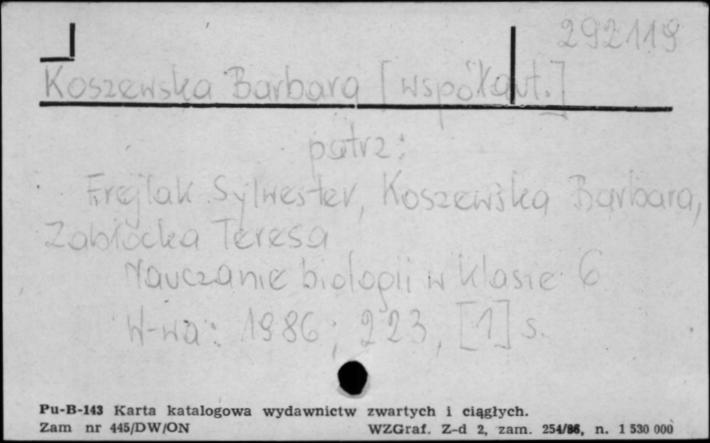 292119
Koszewska Barbara [współaut.]
patrz:
Frejlak Sylwester, Koszewska Barbara,
Zabłocka Teresa
Nauczanie biologii w klasie 6
W-wa: 1986; 223, [1] s.
Pu-B-143 Karta katalogowa wydawnictw zwartych i ciągłych.
Zam nr 445/DW/ON WZGraf. Z-d 2, zam. 254/86, n. 1 530 000